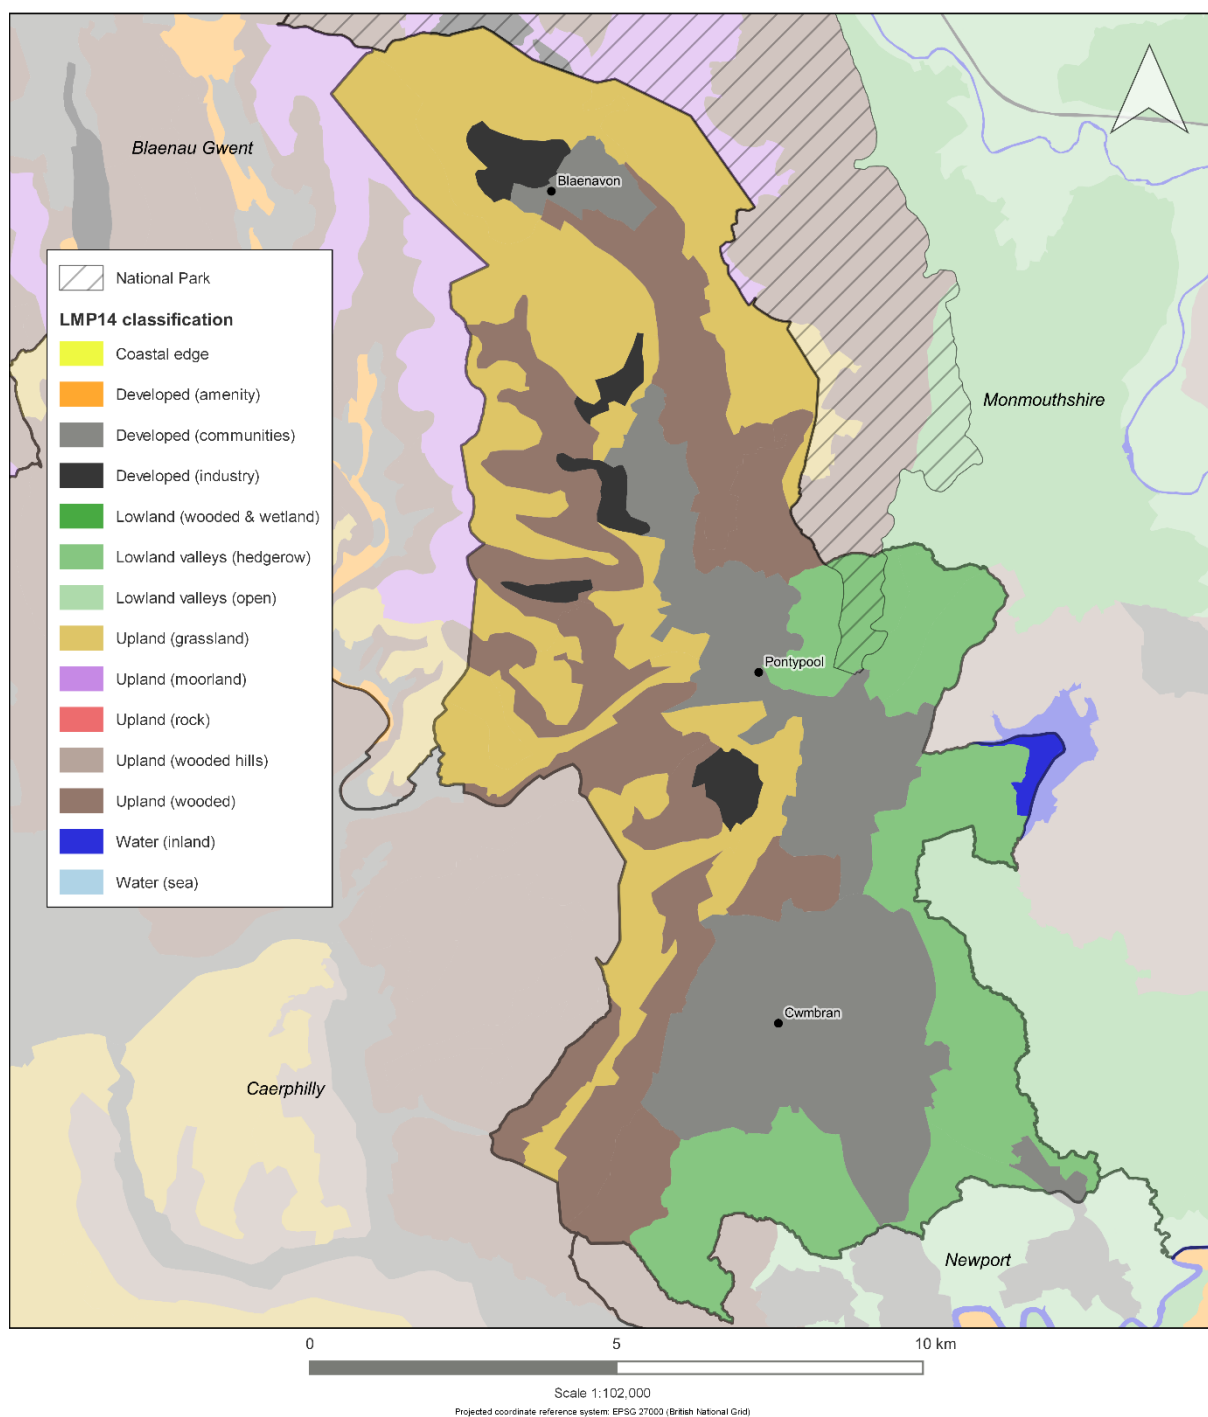 Blaenau Gwent
Blaenavon
National Park
LMP14 classification
Coastal edge
Developed (amenity)
Developed (communities)
Developed (industry)
Lowland (wooded & wetland)
Lowland valleys (hedgerow)
Lowland valleys (open)
Upland (grassland)
Upland (moorland)
Upland (rock)
Upland (wooded hills)
Upland (wooded)
Water (inland)
Water (sea)
Monmouthshire
Pontypool
Cwmbran
Caerphilly
Newport
0 5 10 km
Scale 1:102,000
Projected coordinate reference system: EPSG 27000 (British National Grid)